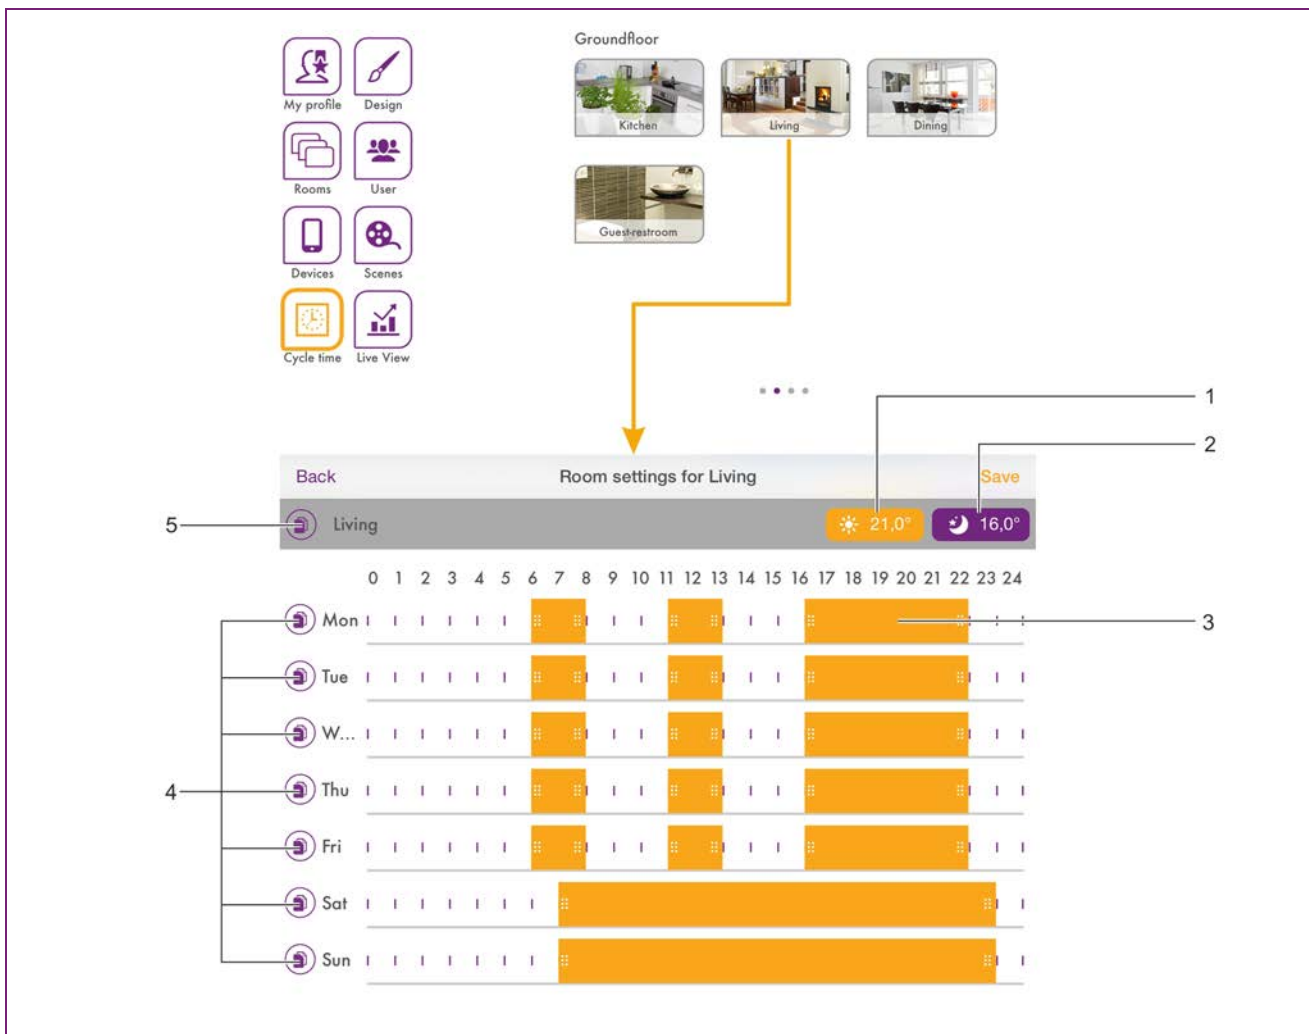 My profile Design
Rooms User
Devices Scenes
Cycle time Live View
Groundfloor
Kitchen Living Dining
Guest-restroom
1
2
Back Room settings for Living Save
5 Living 21,0° 16,0°
0 1 2 3 4 5 6 7 8 9 10 11 12 13 14 15 16 17 18 19 20 21 22 23 24
Mon 3
Tue
W...
4 Thu
Fri
Sat
Sun